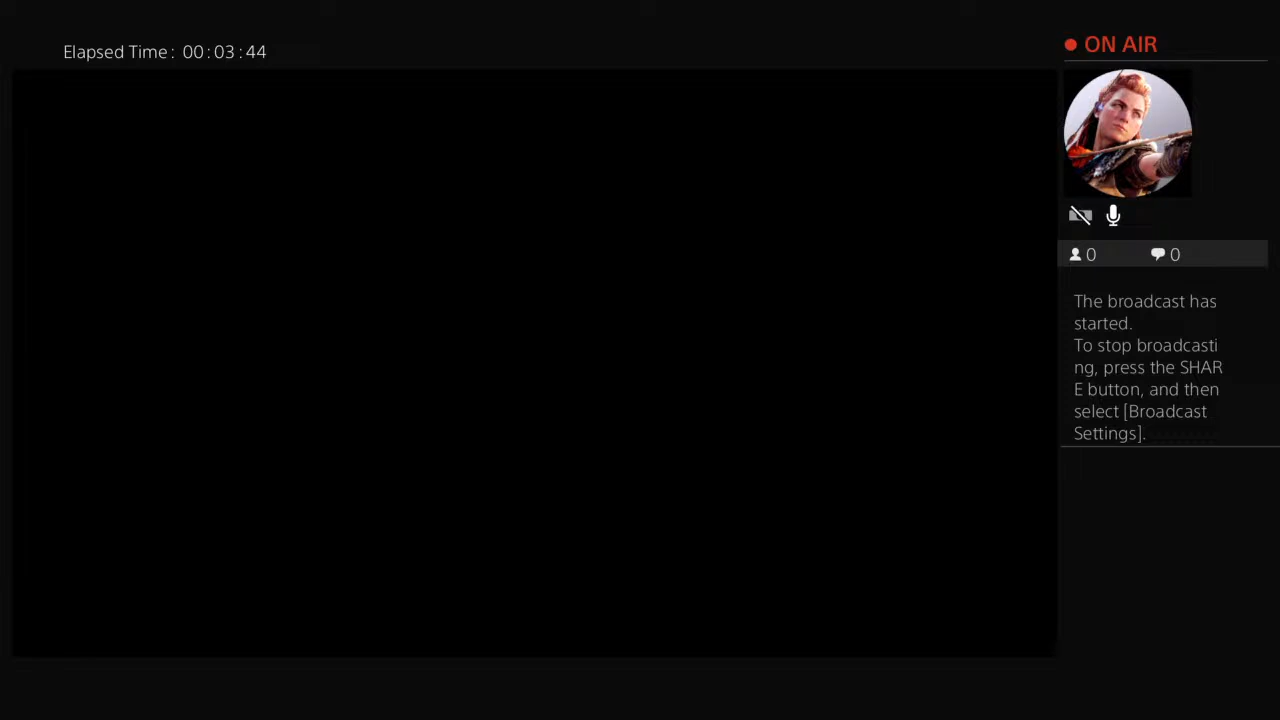 Elapsed Time: 00:03:44
ON AIR
0 0
The broadcast has
started.
To stop broadcasti
ng, press the SHAR
E button, and then
select [Broadcast
Settings].